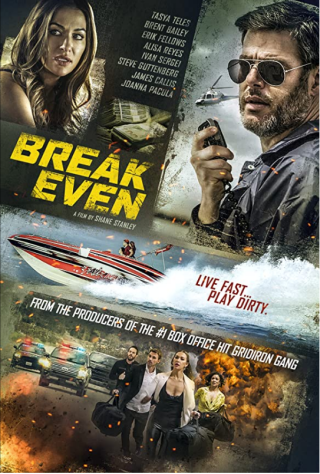 TASYA TELES
BRENT BAILEY
ERIK FELLOWS
ALISA REYES
IVAN SERGEI
STEVE GUTTENBERG
JAMES CALLIS,
JOANNA PACULA
BREAK
EVEN
A FILM BY SHANE STANLEY
LIVE FAST...
PLAY DIRTY.
FROM THE PRODUCERS OF THE #1 BOX OFFICE HIT GRIDIRON GANG